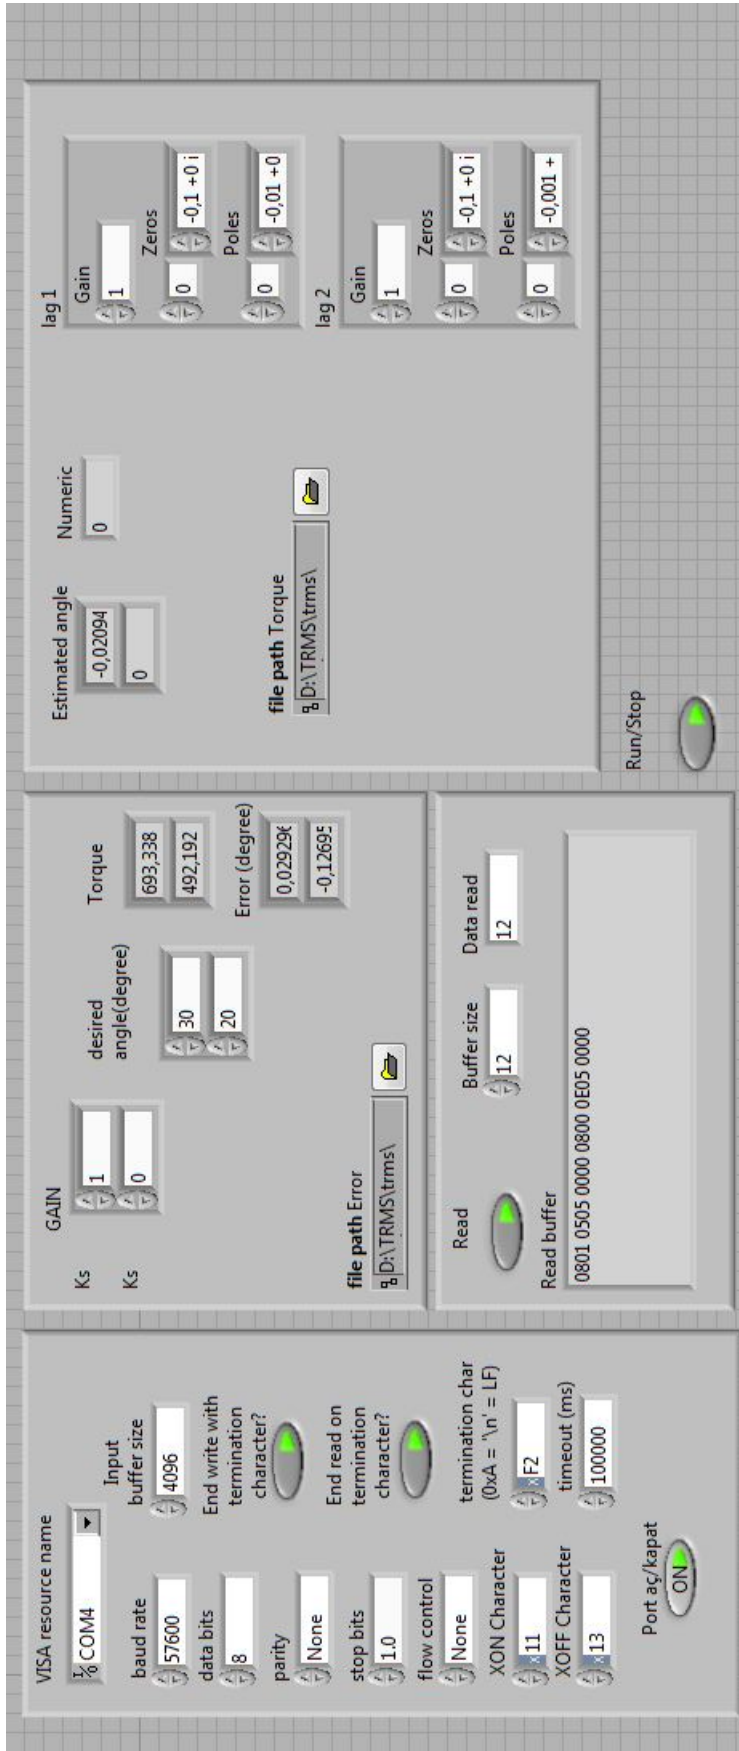 VISA resource name
COM4
baud rate
57600
data bits
8
parity
None
stop bits
1.0
flow control
None
XON Character
x 11
XOFF Character
x 13
Input
buffer size
4096
End write with
termination
character?
End read on
termination
character?
termination char
(0xA = '\n' = LF)
x F2
timeout (ms)
100000
Port aç/kapat
ON
GAIN
Ks
1
Ks
0
desired
angle(degree)
30
20
Torque
693,338
492,192
Error (degree)
0,02929
-0,12695
file path Error
D:\TRMS\trms\
Read
Buffer size
12
Data read
12
Read buffer
0801 0505 0000 0800 0E05 0000
Estimated angle
-0,02094
0
Numeric
0
file path Torque
D:\TRMS\trms\
lag 1
Gain
1
Zeros
0
-0,1 +0 i
Poles
0
-0,01 +0
lag 2
Gain
1
Zeros
0
-0,1 +0 i
Poles
0
-0,001 +
Run/Stop